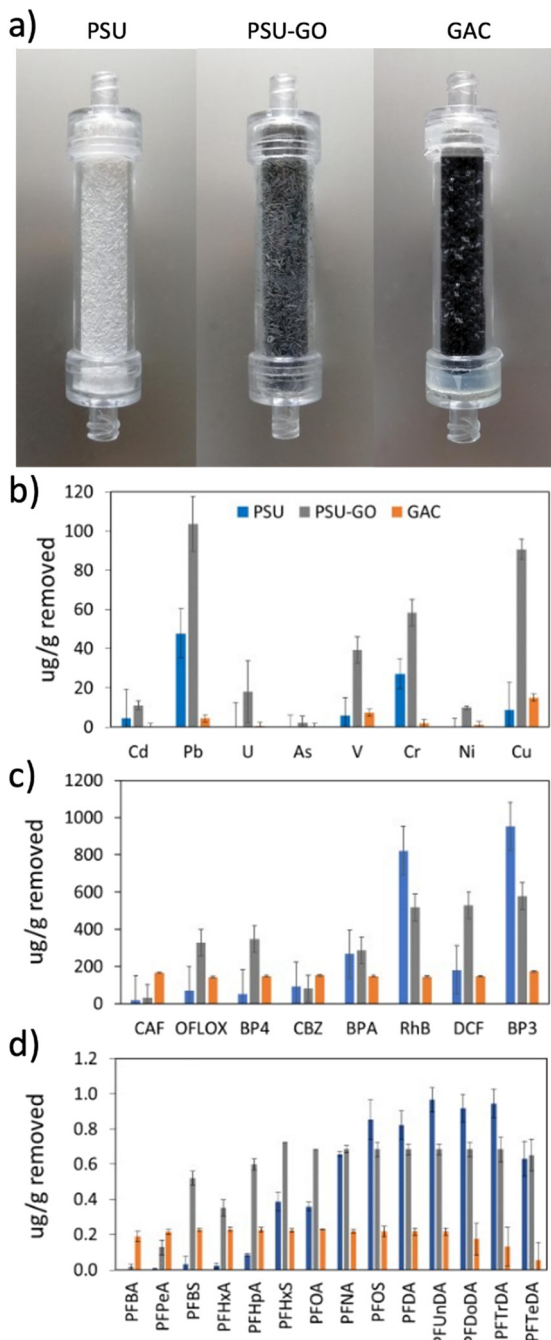 a)
PSU PSU-GO GAC
b)
ug/g removed
120
100
80
60
40
20
0
PSU PSU-GO GAC
Cd Pb U As V Cr Ni Cu
c)
ug/g removed
1200
1000
800
600
400
200
0
CAF OFLOX BP4 CBZ BPA RhB DCF BP3
d)
ug/g removed
1.2
1.0
0.8
0.6
0.4
0.2
0.0
PFBA
PFPeA
PFBS
PFHxA
PFHpA
PFHxS
PFOA
PFNA
PFOS
PFDA
PFUnDA
PFDoDA
PFTrDA
PFTeDA